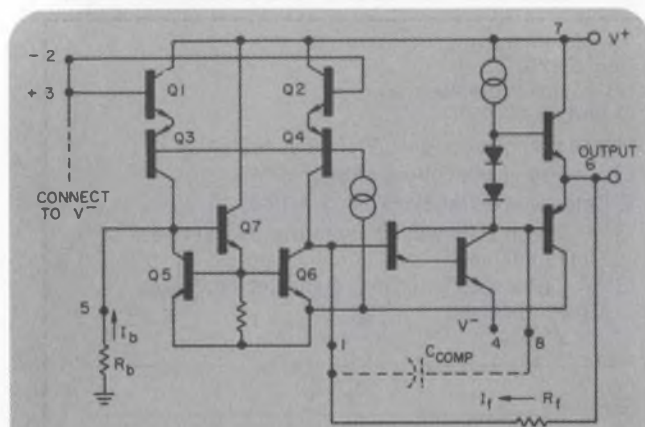 7 V+
- 2
+ 3
Q1
Q2
Q3
Q4
OUTPUT
6
CONNECT
TO V-
Q7
Q5
Q6
5
Ib
Rb
V-
4
1
8
CCOMP
If
Rf